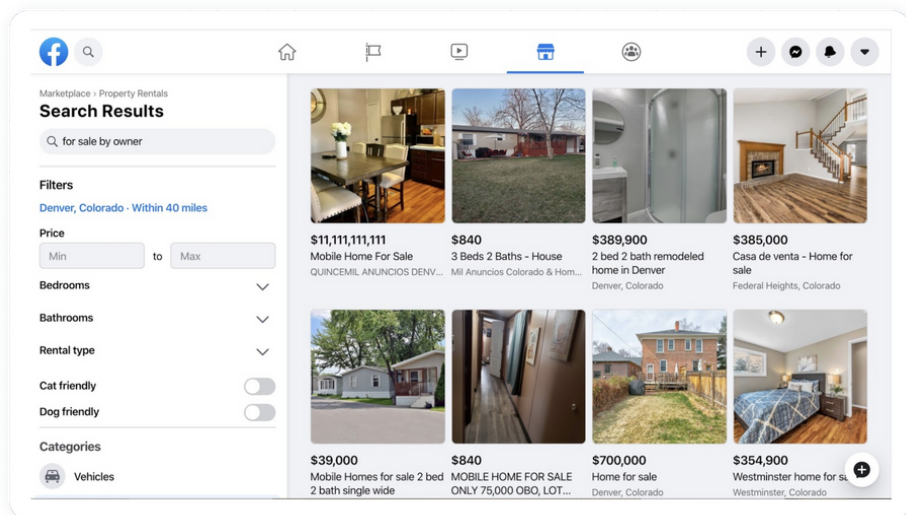 Marketplace › Property Rentals
Search Results
for sale by owner
Filters
Denver, Colorado · Within 40 miles
Price
Min to Max
Bedrooms
Bathrooms
Rental type
Cat friendly
Dog friendly
Categories
Vehicles
$11,111,111,111
Mobile Home For Sale
QUINCEMIL ANUNCIOS DENV...
$840
3 Beds 2 Baths - House
Mil Anuncios Colorado & Hom...
$389,900
2 bed 2 bath remodeled
home in Denver
Denver, Colorado
$385,000
Casa de venta - Home for
sale
Federal Heights, Colorado
$39,000
Mobile Homes for sale 2 bed
2 bath single wide
$840
MOBILE HOME FOR SALE
ONLY 75,000 OBO, LOT...
$700,000
Home for sale
Denver, Colorado
$354,900
Westminster home for sa
Westminster, Colorado